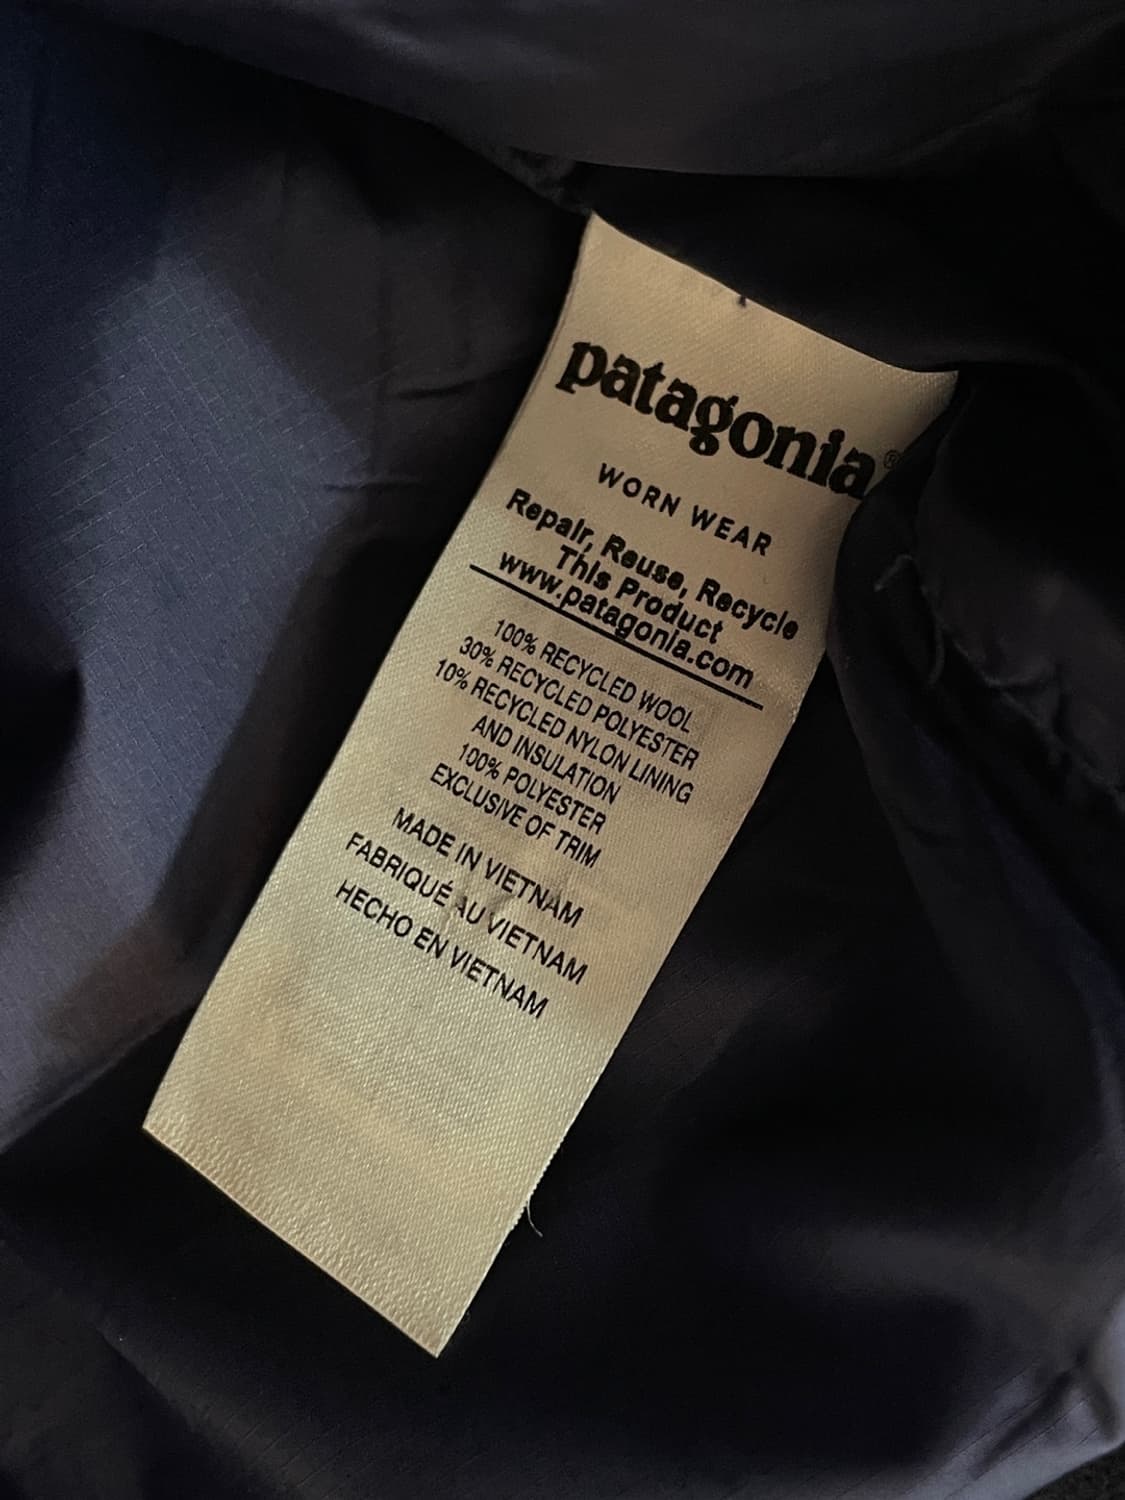 patagonia®
WORN WEAR
Repair, Reuse, Recycle
This Product
www.patagonia.com
100% RECYCLED WOOL
30% RECYCLED POLYESTER
10% RECYCLED NYLON LINING
AND INSULATION
100% POLYESTER
EXCLUSIVE OF TRIM
MADE IN VIETNAM
FABRIQUÉ AU VIETNAM
HECHO EN VIETNAM